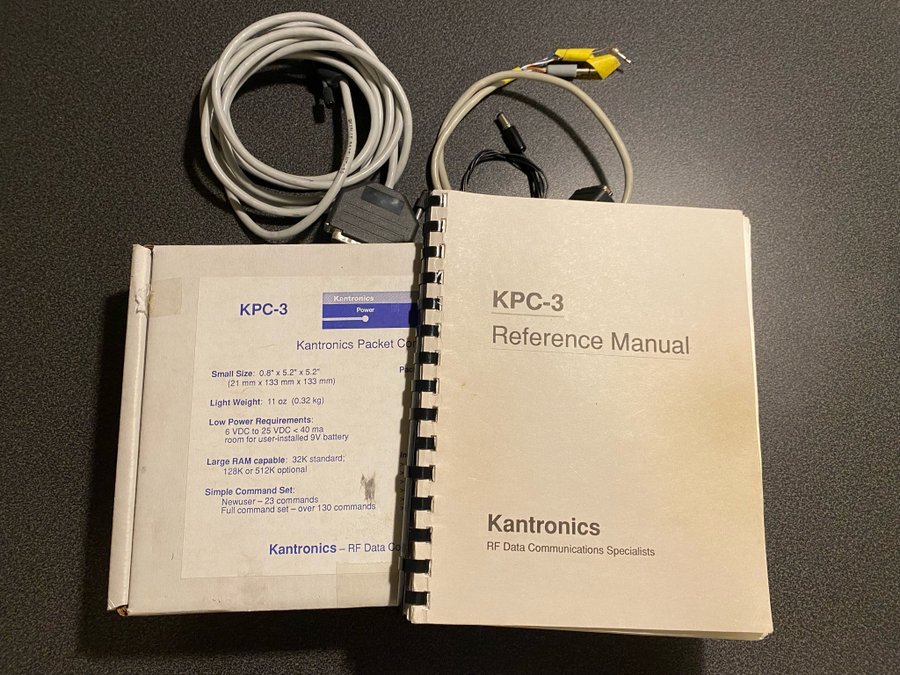 KPC-3
Kantronics
Power
Kantronics Packet
Small Size: 0.8" x 5.2" x 5.2"
(21 mm x 133 mm x 133 mm)
Light Weight: 11 oz (0.32 kg)
Low Power Requirements:
6 VDC to 25 VDC < 40 ma
room for user-installed 9V battery
Large RAM capable: 32K standard;
128K or 512K optional
Simple Command Set:
Newuser – 23 commands
Full command set – over 130 commands
Kantronics – RF Data
KPC-3
Reference Manual
Kantronics
RF Data Communications Specialists